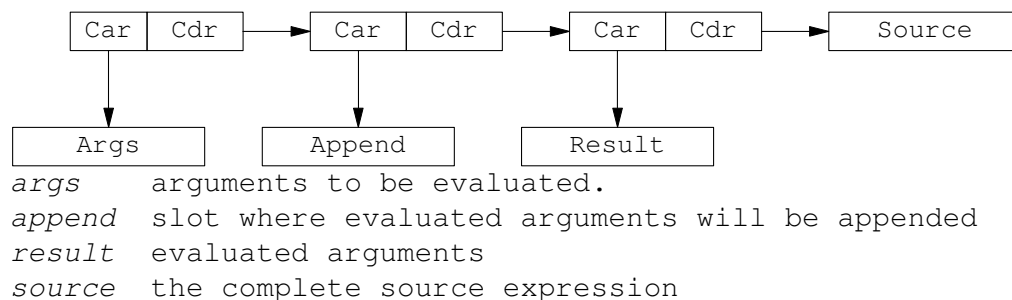 Car Cdr Car Cdr Car Cdr Source
Args Append Result
args arguments to be evaluated.
append slot where evaluated arguments will be appended
result evaluated arguments
source the complete source expression